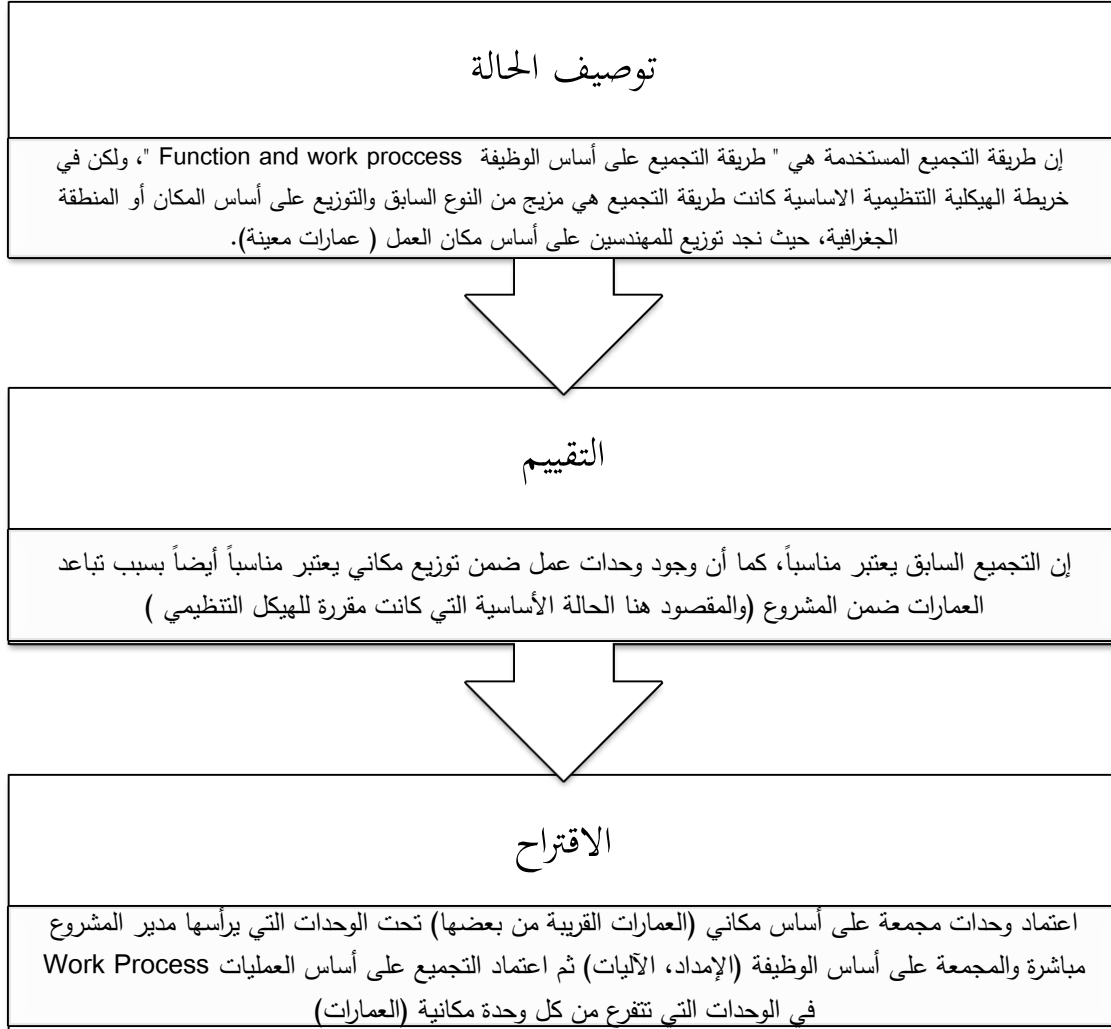 توصيف الحالة
إن طريقة التجميع المستخدمة هي " طريقة التجميع على أساس الوظيفة Function and work proccess "، ولكن في
خريطة الهيكلية التنظيمية الاساسية كانت طريقة التجميع هي مزيج من النوع السابق والتوزيع على أساس المكان أو المنطقة
الجغرافية، حيث نجد توزيع للمهندسين على أساس مكان العمل ( عمارات معينة).
التقييم
إن التجميع السابق يعتبر مناسباً، كما أن وجود وحدات عمل ضمن توزيع مكاني يعتبر مناسباً أيضاً بسبب تباعد
العمارات ضمن المشروع (والمقصود هنا الحالة الأساسية التي كانت مقررة للهيكل التنظيمي )
الاقتراح
اعتماد وحدات مجمعة على أساس مكاني (العمارات القريبة من بعضها) تحت الوحدات التي يرأسها مدير المشروع
مباشرة والمجمعة على أساس الوظيفة (الإمداد، الآليات) ثم اعتماد التجميع على أساس العمليات Work Process
في الوحدات التي تتفرع من كل وحدة مكانية (العمارات)